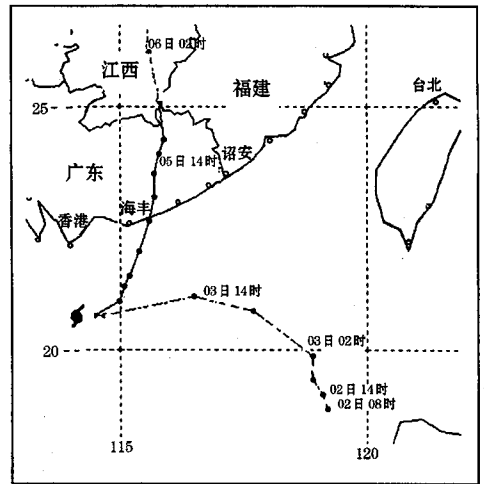 06日02时
江西
福建
台北
25
诏安
05日14时
广东
海丰
香港
03日14时
03日02时
20
02日14时
02日08时
115
120